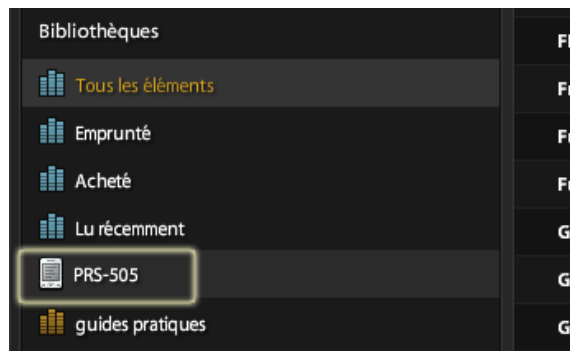 Bibliothèques
Tous les éléments
Emprunté
Acheté
Lu récemment
PRS-505
guides pratiques
G
G
G